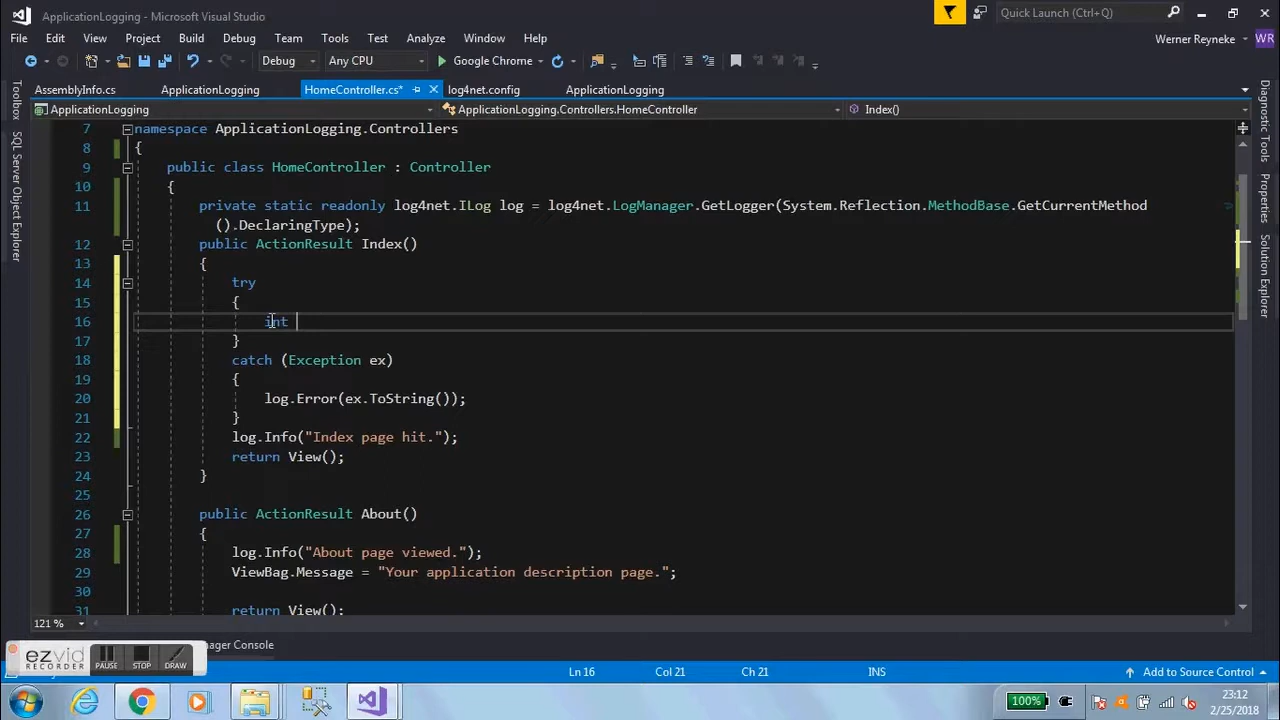 ApplicationLogging - Microsoft Visual Studio
Quick Launch (Ctrl+Q)
File Edit View Project Build Debug Team Tools Test Analyze Window Help
Werner Reyneke WR
Debug Any CPU Google Chrome
AssemblyInfo.cs ApplicationLogging HomeController.cs* log4net.config ApplicationLogging
ApplicationLogging ApplicationLogging.Controllers.HomeController Index()
Toolbox
SQL Server Object Explorer
Diagnostic Tools
Properties
Solution Explorer
7 namespace ApplicationLogging.Controllers
8 {
9 public class HomeController : Controller
10 {
11 private static readonly log4net.ILog log = log4net.LogManager.GetLogger(System.Reflection.MethodBase.GetCurrentMethod
().DeclaringType);
12 public ActionResult Index()
13 {
14 try
15 {
16 int
17 }
18 catch (Exception ex)
19 {
20 log.Error(ex.ToString());
21 }
22 log.Info("Index page hit.");
23 return View();
24 }
25
26 public ActionResult About()
27 {
28 log.Info("About page viewed.");
29 ViewBag.Message = "Your application description page.";
30
31 return View();
121 %
ezvid
RECORDER
PAUSE STOP DRAW
ager Console
Ln 16 Col 21 Ch 21 INS Add to Source Control
100%
23:12
2/25/2018